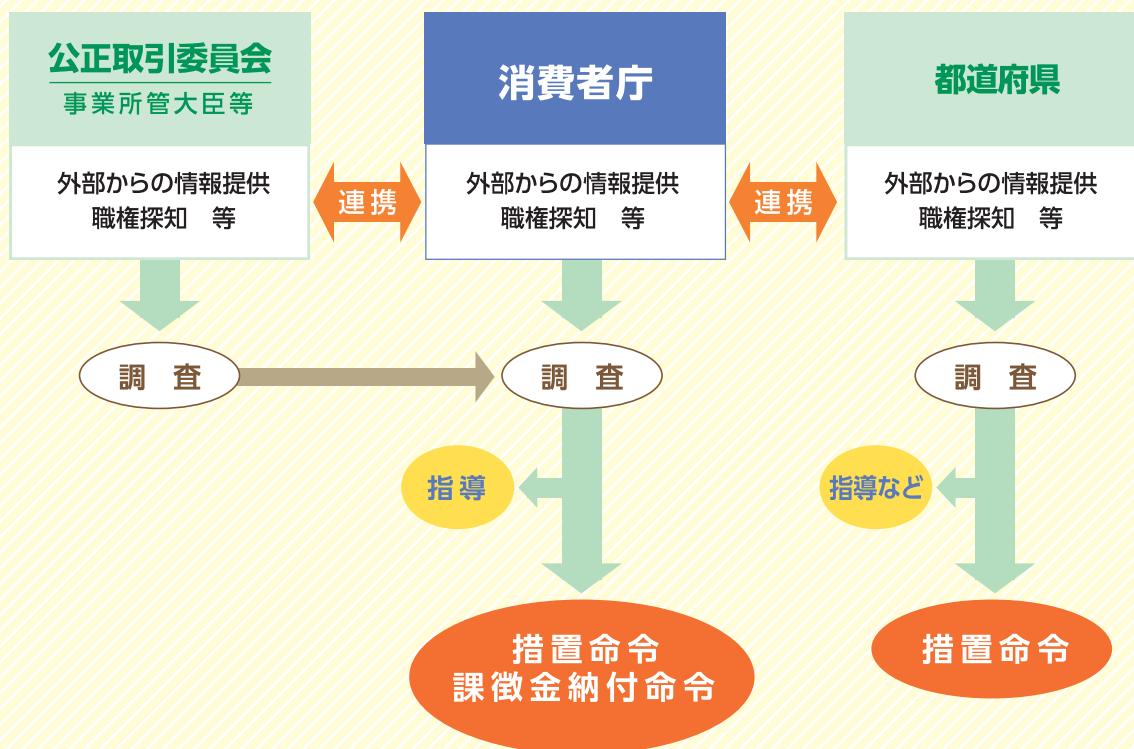 公正取引委員会
事業所管大臣等
外部からの情報提供
職権探知 等
連携
消費者庁
外部からの情報提供
職権探知 等
連携
都道府県
外部からの情報提供
職権探知 等
調 査
調 査
調 査
指導
指導など
措置命令
課徴金納付命令
措置命令